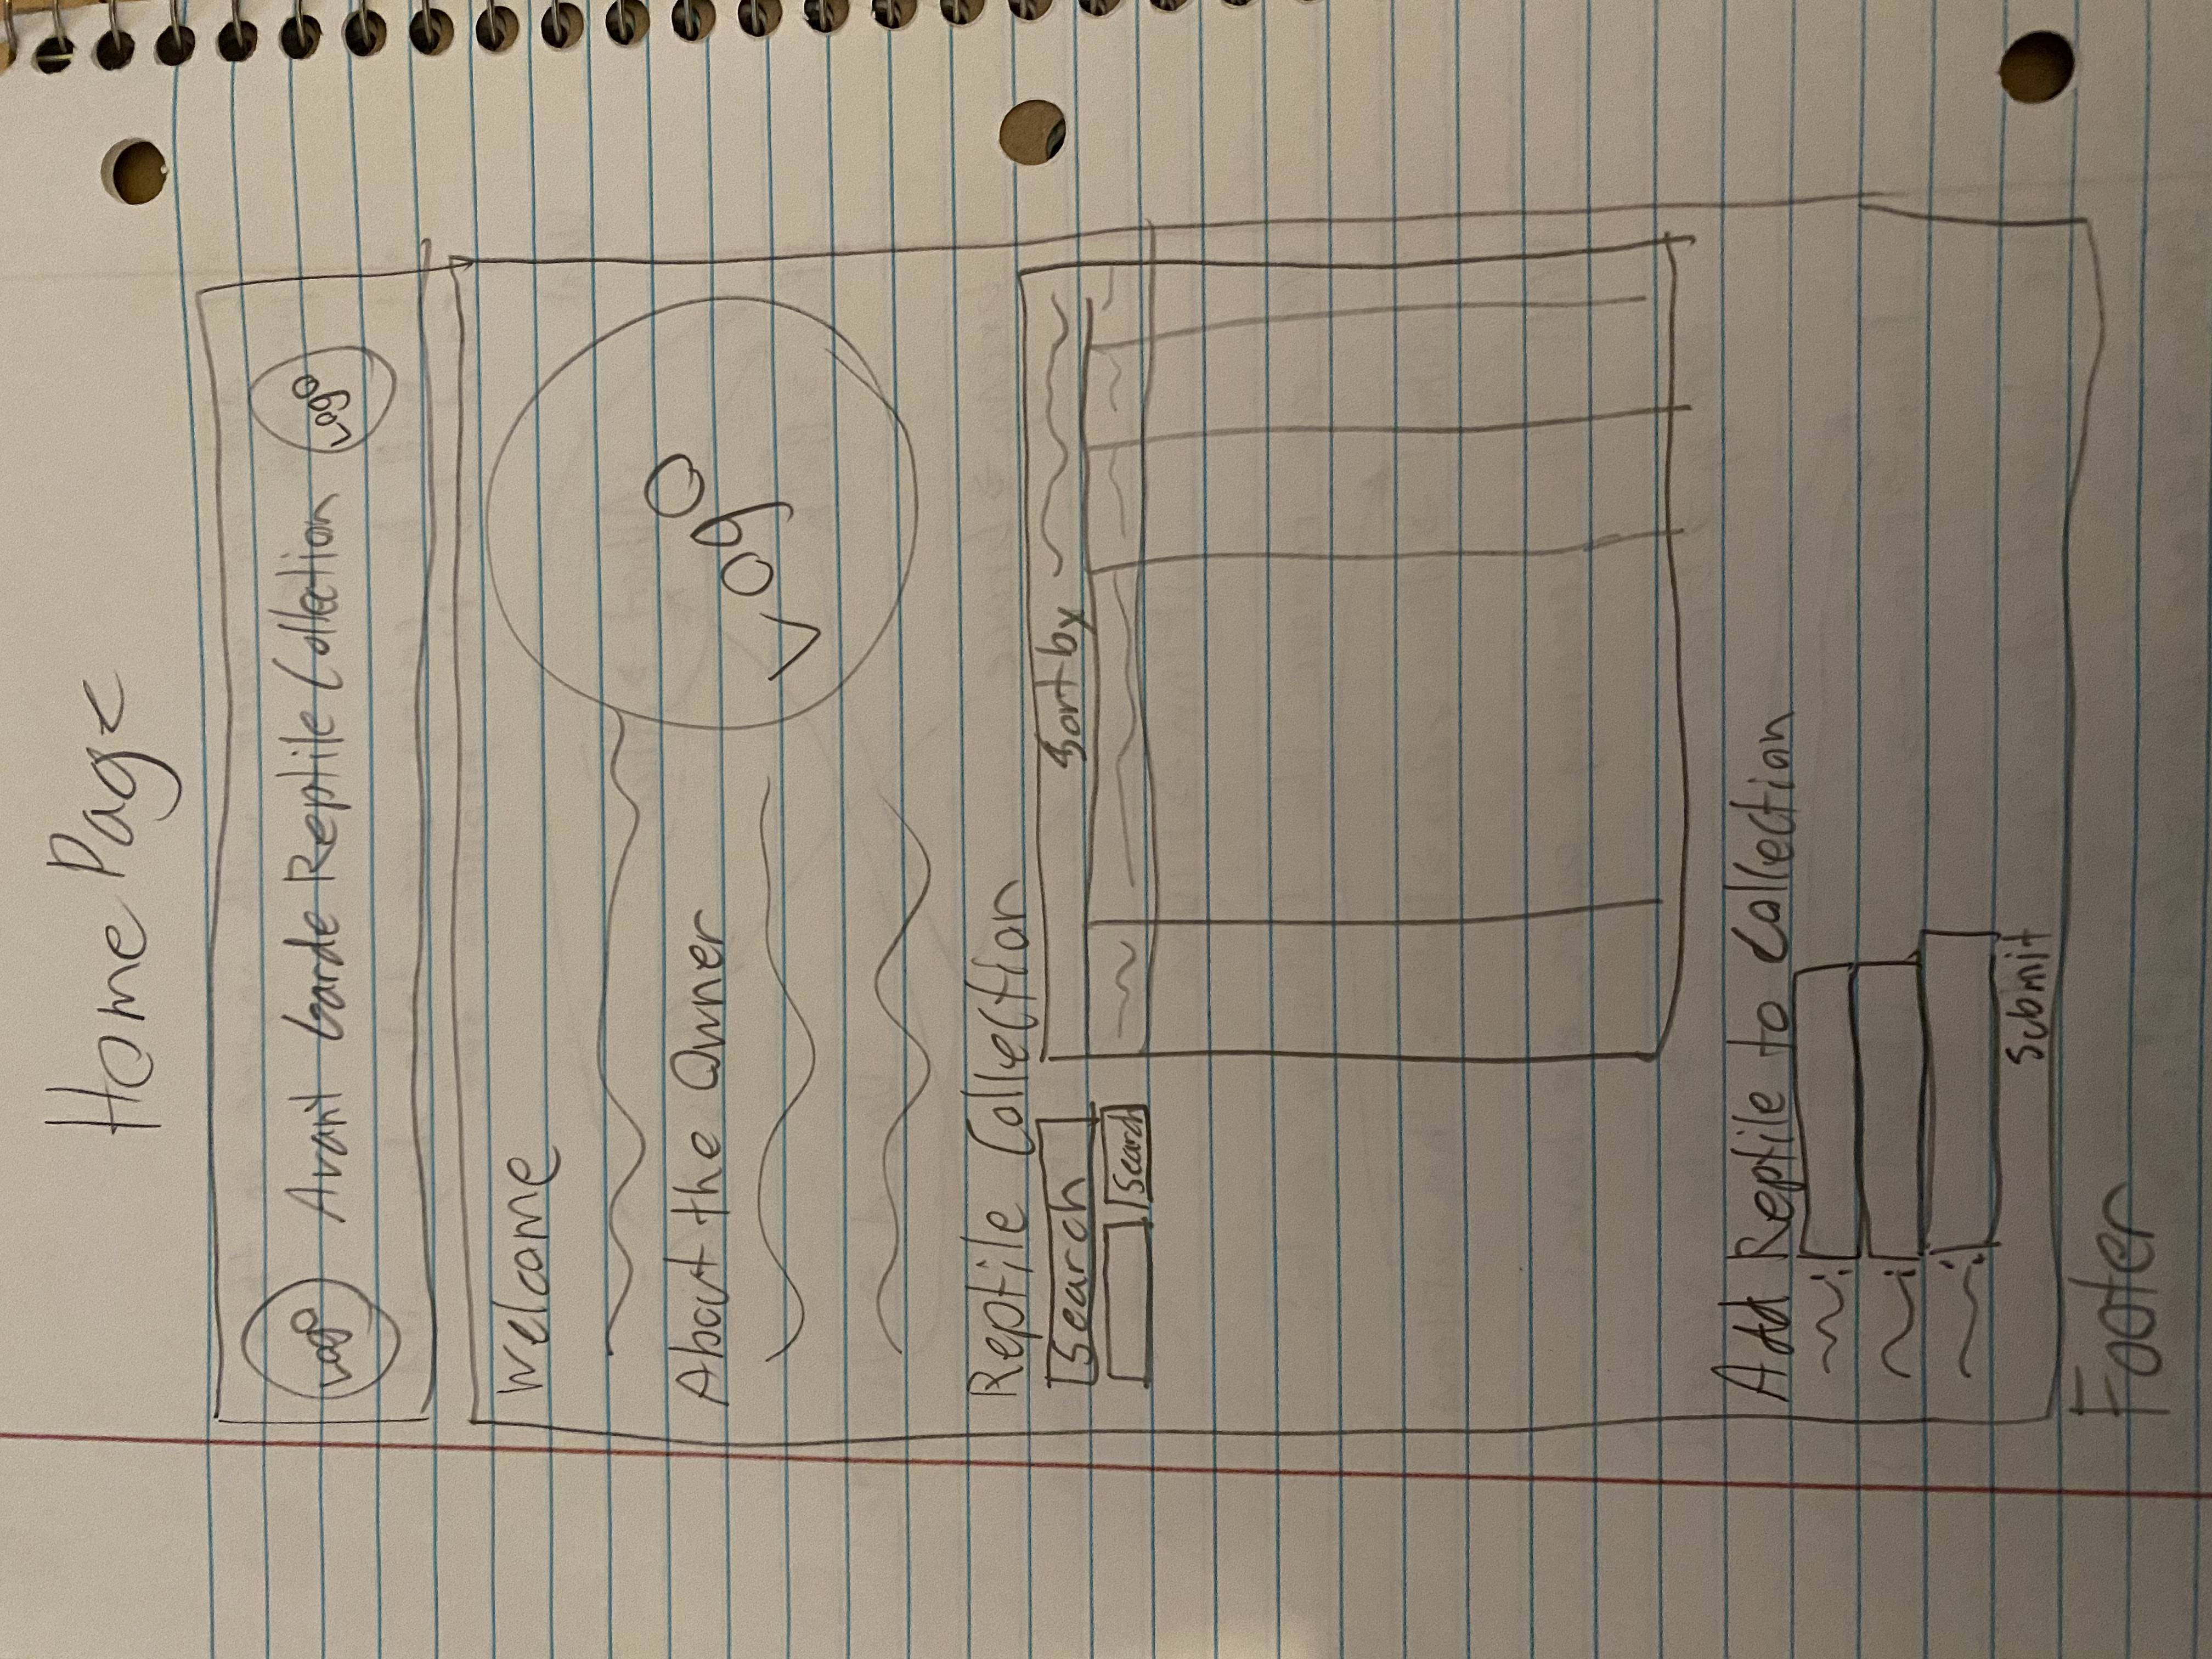 Home Page
Logo Avant Garde Reptile Collection Logo
Welcome
About the Owner
Logo
Reptile Collection
Search
Sort by
Search
Add Reptile to Collection
Submit
Footer